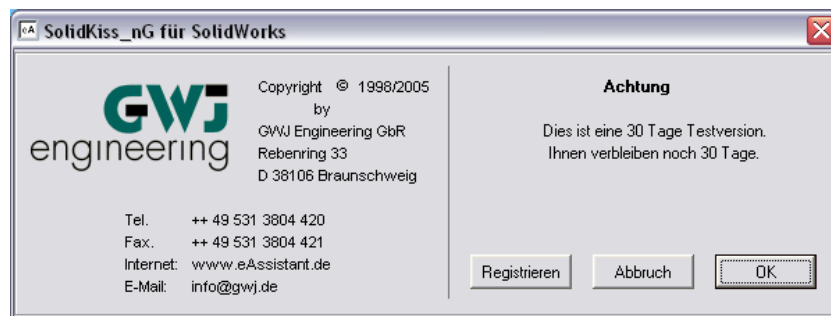 eA SolidKiss_nG für SolidWorks
GWJ
engineering
Copyright © 1998/2005
by
GWJ Engineering GbR
Rebenring 33
D 38106 Braunschweig
Tel. ++ 49 531 3804 420
Fax. ++ 49 531 3804 421
Internet: www.eAssistant.de
E-Mail: info@gwj.de
Achtung
Dies ist eine 30 Tage Testversion.
Ihnen verbleiben noch 30 Tage.
Registrieren Abbruch OK